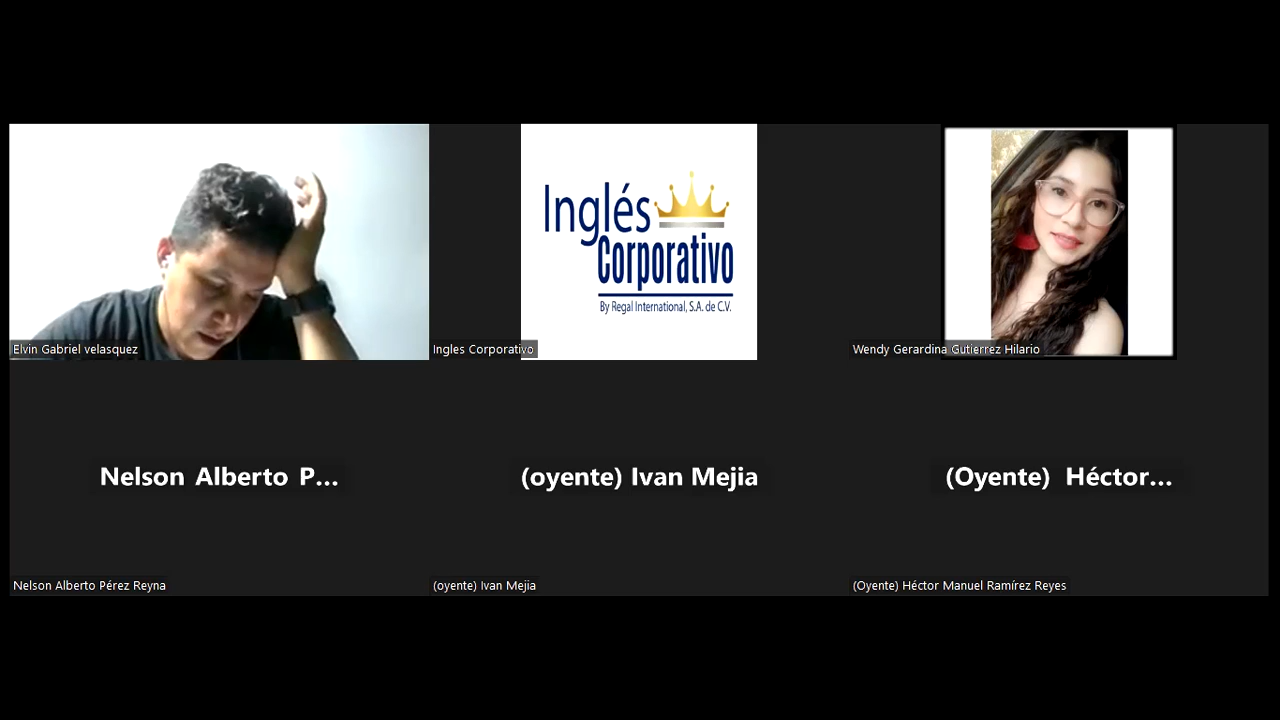 Inglés
Corporativo
By Regal International, S.A. de C.V.
Elvin Gabriel velasquez
Ingles Corporativo
Wendy Gerardina Gutierrez Hilario
Nelson Alberto P...
(oyente) Ivan Mejia
(Oyente) Héctor...
Nelson Alberto Pérez Reyna
(oyente) Ivan Mejia
(Oyente) Héctor Manuel Ramírez Reyes